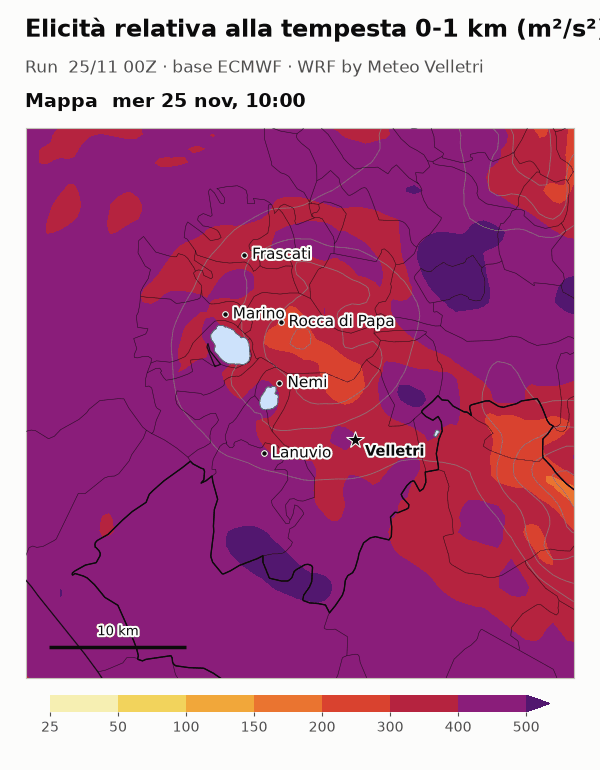 Elicità relativa alla tempesta 0-1 km (m²/s²)
Run 25/11 00Z · base ECMWF · WRF by Meteo Velletri
Mappa mer 25 nov, 10:00
Frascati
Marino
Rocca di Papa
Nemi
Velletri
Lanuvio
10 km
25 50 100 150 200 300 400 500